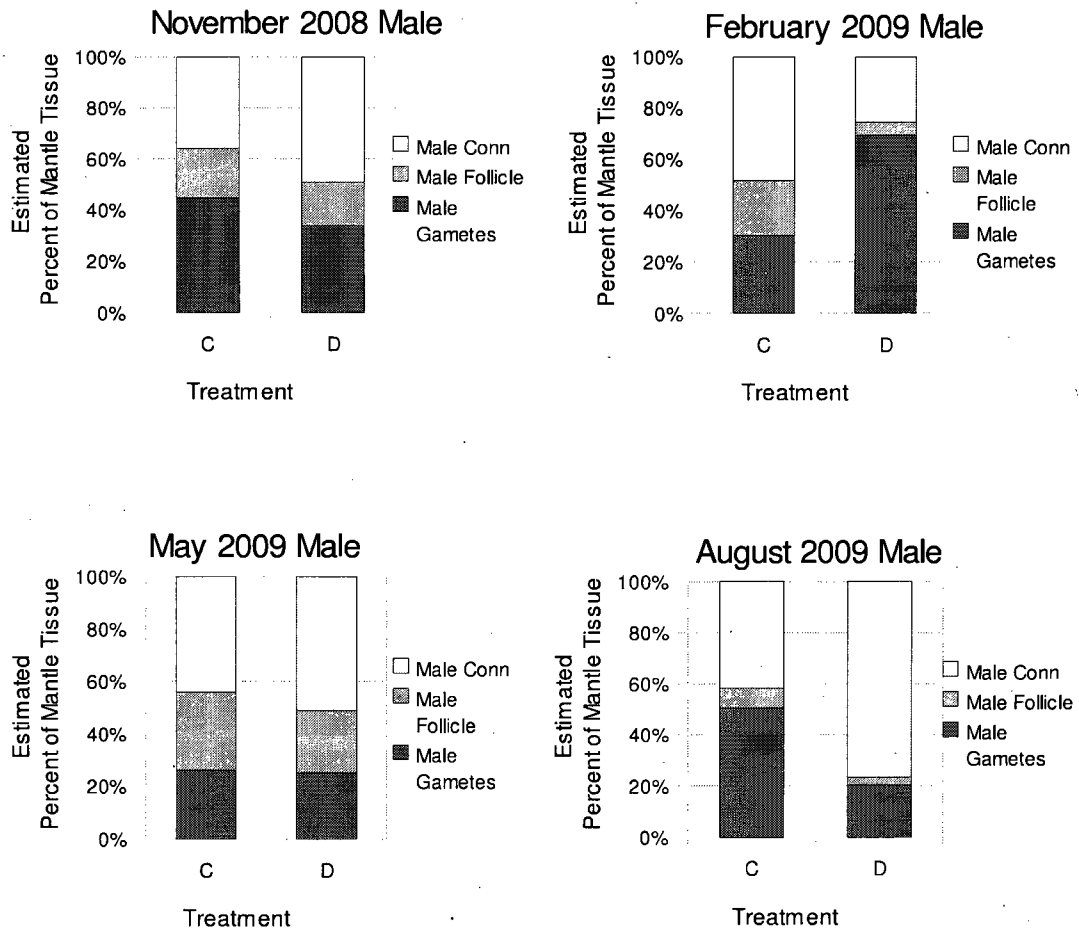 November 2008 Male
Estimated
Percent of Mantle Tissue
100%
80%
60%
40%
20%
0%
C
D
Treatment
Male Conn
Male Follicle
Male
Gametes
February 2009 Male
Estimated
Percent of Mantle Tissue
100%
80%
60%
40%
20%
0%
C
D
Treatment
Male Conn
Male
Follicle
Male
Gametes
May 2009 Male
Estimated
Percent of Mantle Tissue
100%
80%
60%
40%
20%
0%
C
D
Treatment
Male Conn
Male
Follicle
Male
Gametes
August 2009 Male
Estimated
Percent of Mantle Tissue
100%
80%
60%
40%
20%
0%
C
D
Treatment
Male Conn
Male Follicle
Male
Gametes